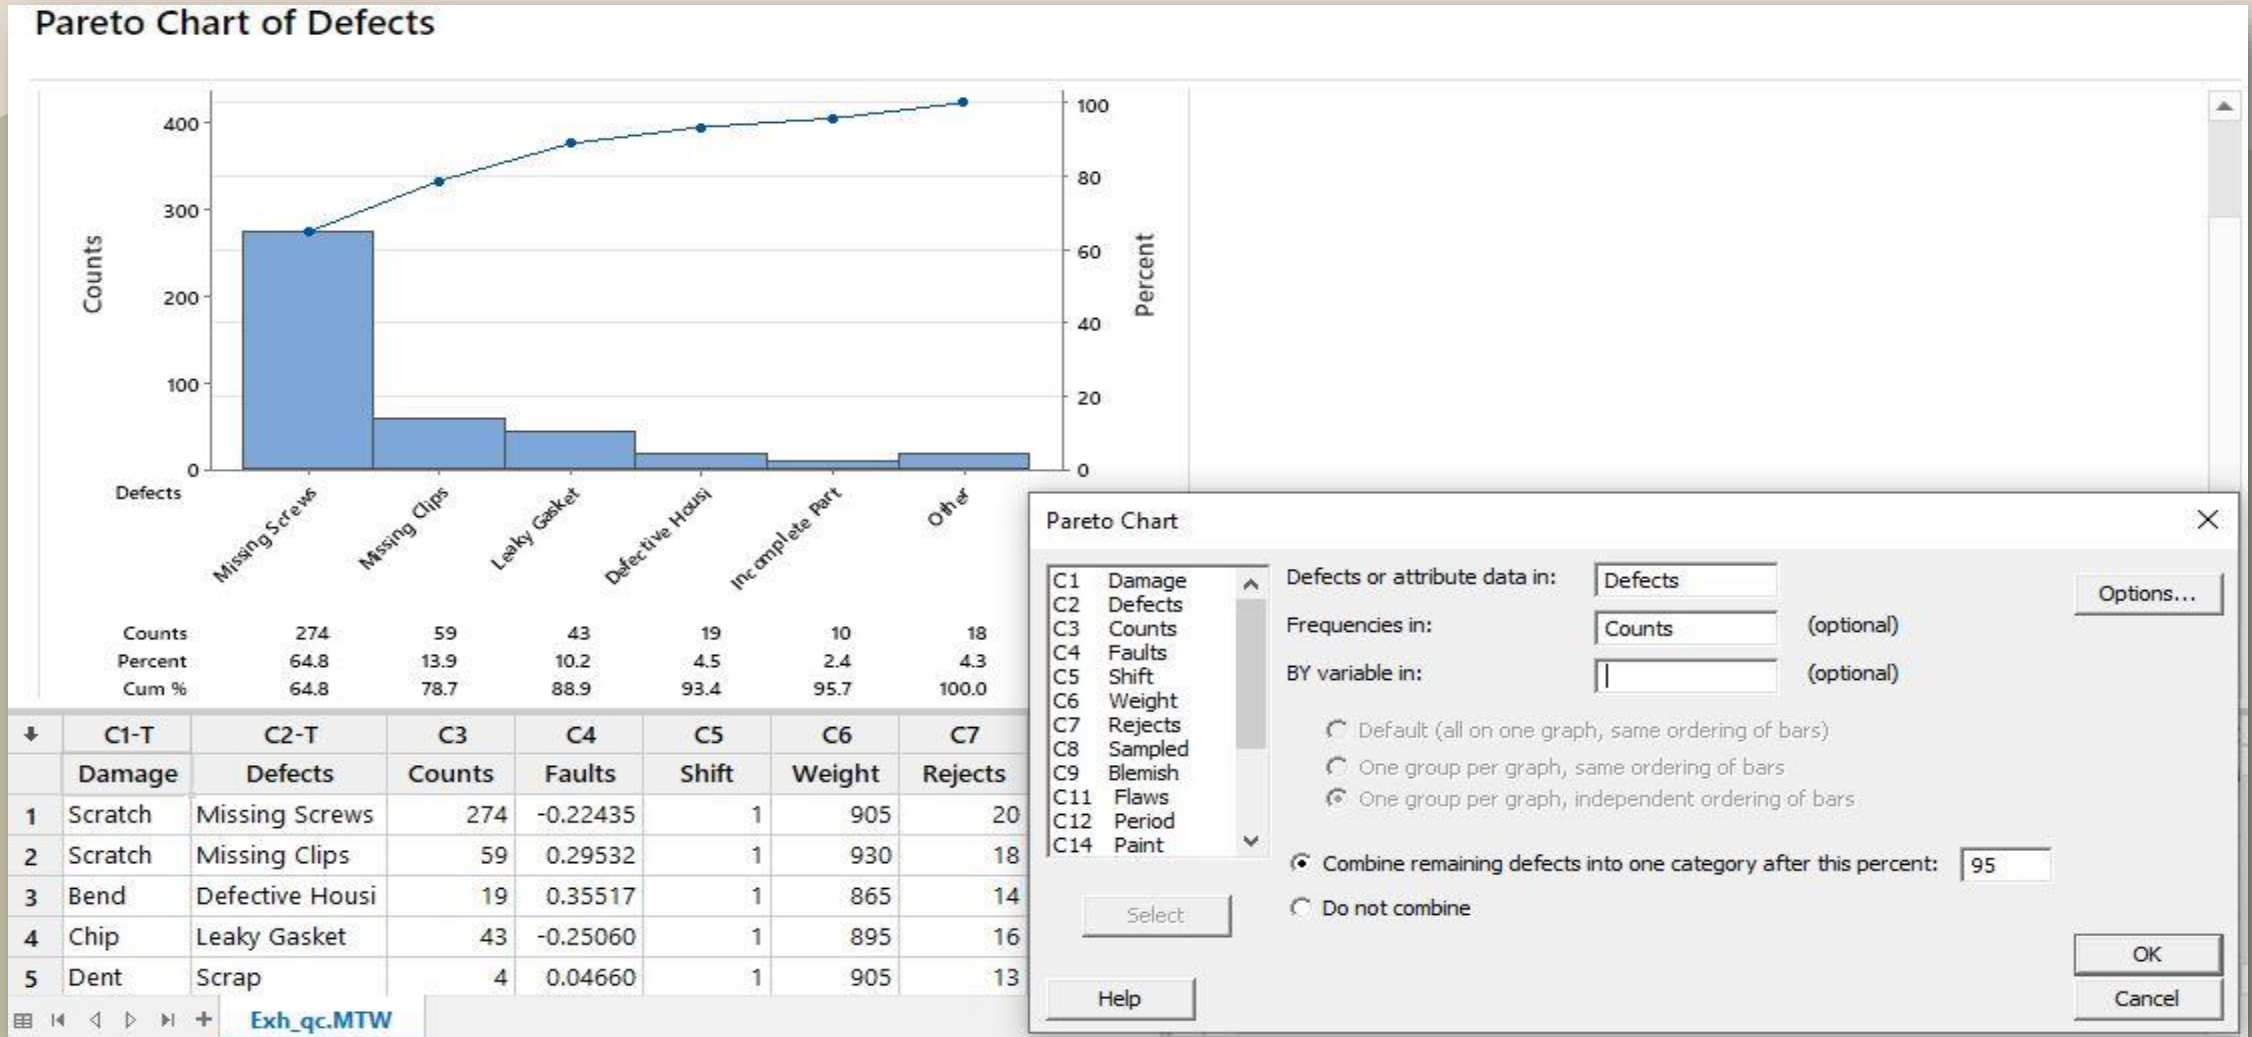 Pareto Chart of Defects
400
300
200
100
0
Counts
100
80
60
40
20
0
Percent
Defects
Missing Screws
Missing Clips
Leaky Gasket
Defective Housi
Incomplete Part
Other
Counts 274 59 43 19 10 18
Percent 64.8 13.9 10.2 4.5 2.4 4.3
Cum % 64.8 78.7 88.9 93.4 95.7 100.0
C1-T C2-T C3 C4 C5 C6 C7
Damage Defects Counts Faults Shift Weight Rejects
1 Scratch Missing Screws 274 -0.22435 1 905 20
2 Scratch Missing Clips 59 0.29532 1 930 18
3 Bend Defective Housi 19 0.35517 1 865 14
4 Chip Leaky Gasket 43 -0.25060 1 895 16
5 Dent Scrap 4 0.04660 1 905 13
Exh_qc.MTW
Pareto Chart
C1 Damage
C2 Defects
C3 Counts
C4 Faults
C5 Shift
C6 Weight
C7 Rejects
C8 Sampled
C9 Blemish
C11 Flaws
C12 Period
C14 Paint
Select
Help
Defects or attribute data in: Defects
Frequencies in: Counts (optional)
BY variable in: (optional)
Default (all on one graph, same ordering of bars)
One group per graph, same ordering of bars
One group per graph, independent ordering of bars
Combine remaining defects into one category after this percent: 95
Do not combine
Options...
OK
Cancel